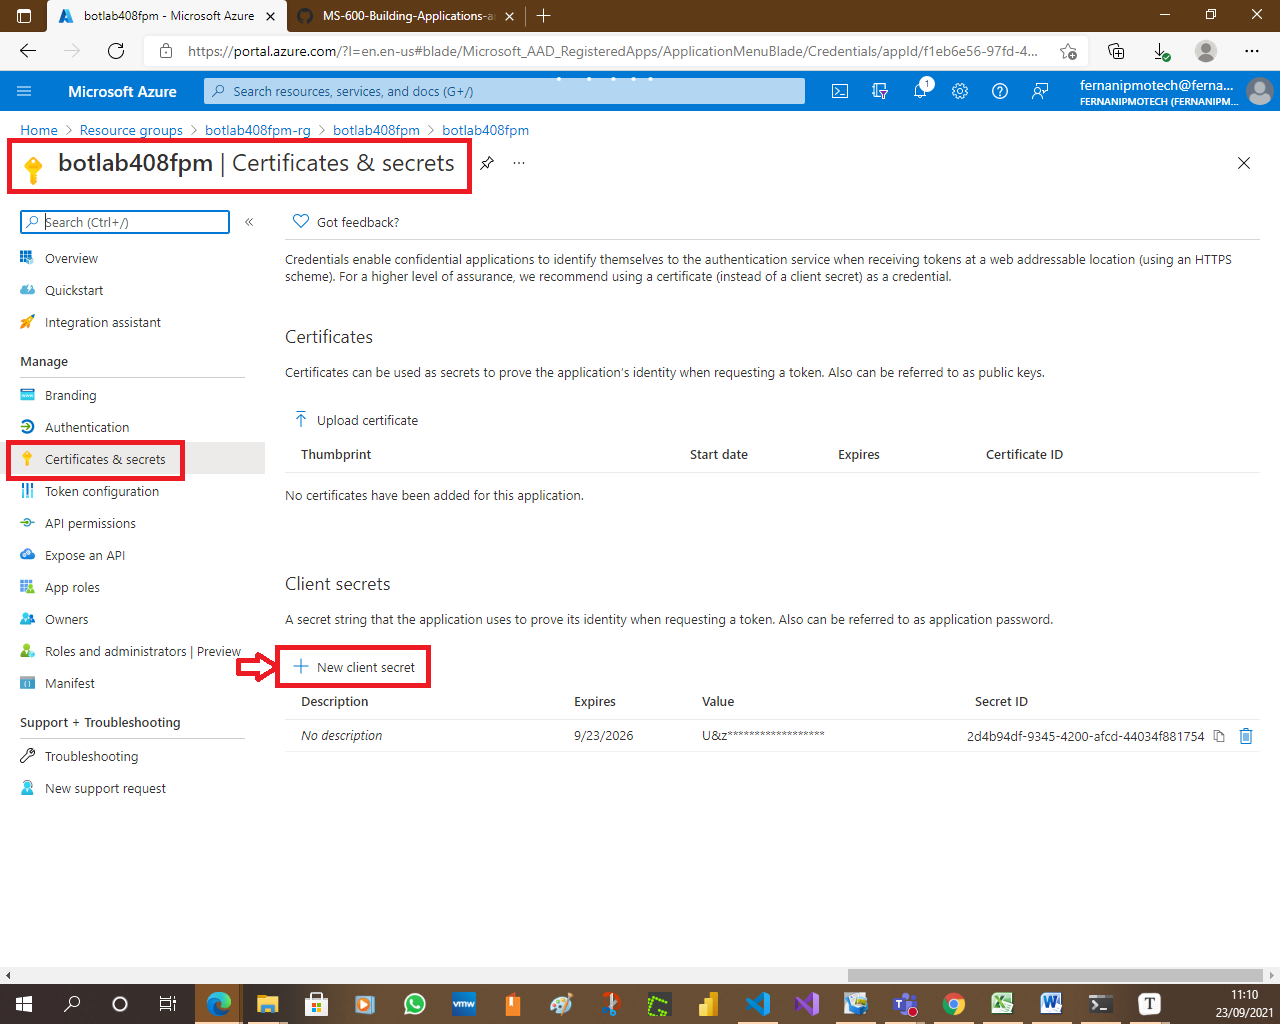 botlab408fpm - Microsoft Azure
MS-600-Building-Applications-a
https://portal.azure.com/?l=en.en-us#blade/Microsoft_AAD_RegisteredApps/ApplicationMenuBlade/Credentials/appId/f1eb6e56-97fd-4...
Microsoft Azure
Search resources, services, and docs (G+/)
1
fernanipmotech@ferna...
FERNANIPMOTECH (FERNANIPM...
Home > Resource groups > botlab408fpm-rg > botlab408fpm > botlab408fpm
botlab408fpm | Certificates & secrets
Search (Ctrl+/)
Overview
Quickstart
Integration assistant
Manage
Branding
Authentication
Certificates & secrets
Token configuration
API permissions
Expose an API
App roles
Owners
Roles and administrators | Preview
Manifest
Support + Troubleshooting
Troubleshooting
New support request
Got feedback?
Credentials enable confidential applications to identify themselves to the authentication service when receiving tokens at a web addressable location (using an HTTPS
scheme). For a higher level of assurance, we recommend using a certificate (instead of a client secret) as a credential.
Certificates
Certificates can be used as secrets to prove the application's identity when requesting a token. Also can be referred to as public keys.
Upload certificate
Thumbprint Start date Expires Certificate ID
No certificates have been added for this application.
Client secrets
A secret string that the application uses to prove its identity when requesting a token. Also can be referred to as application password.
New client secret
Description Expires Value Secret ID
No description 9/23/2026 U&z****************** 2d4b94df-9345-4200-afcd-44034f881754
vmw
T
11:10
23/09/2021